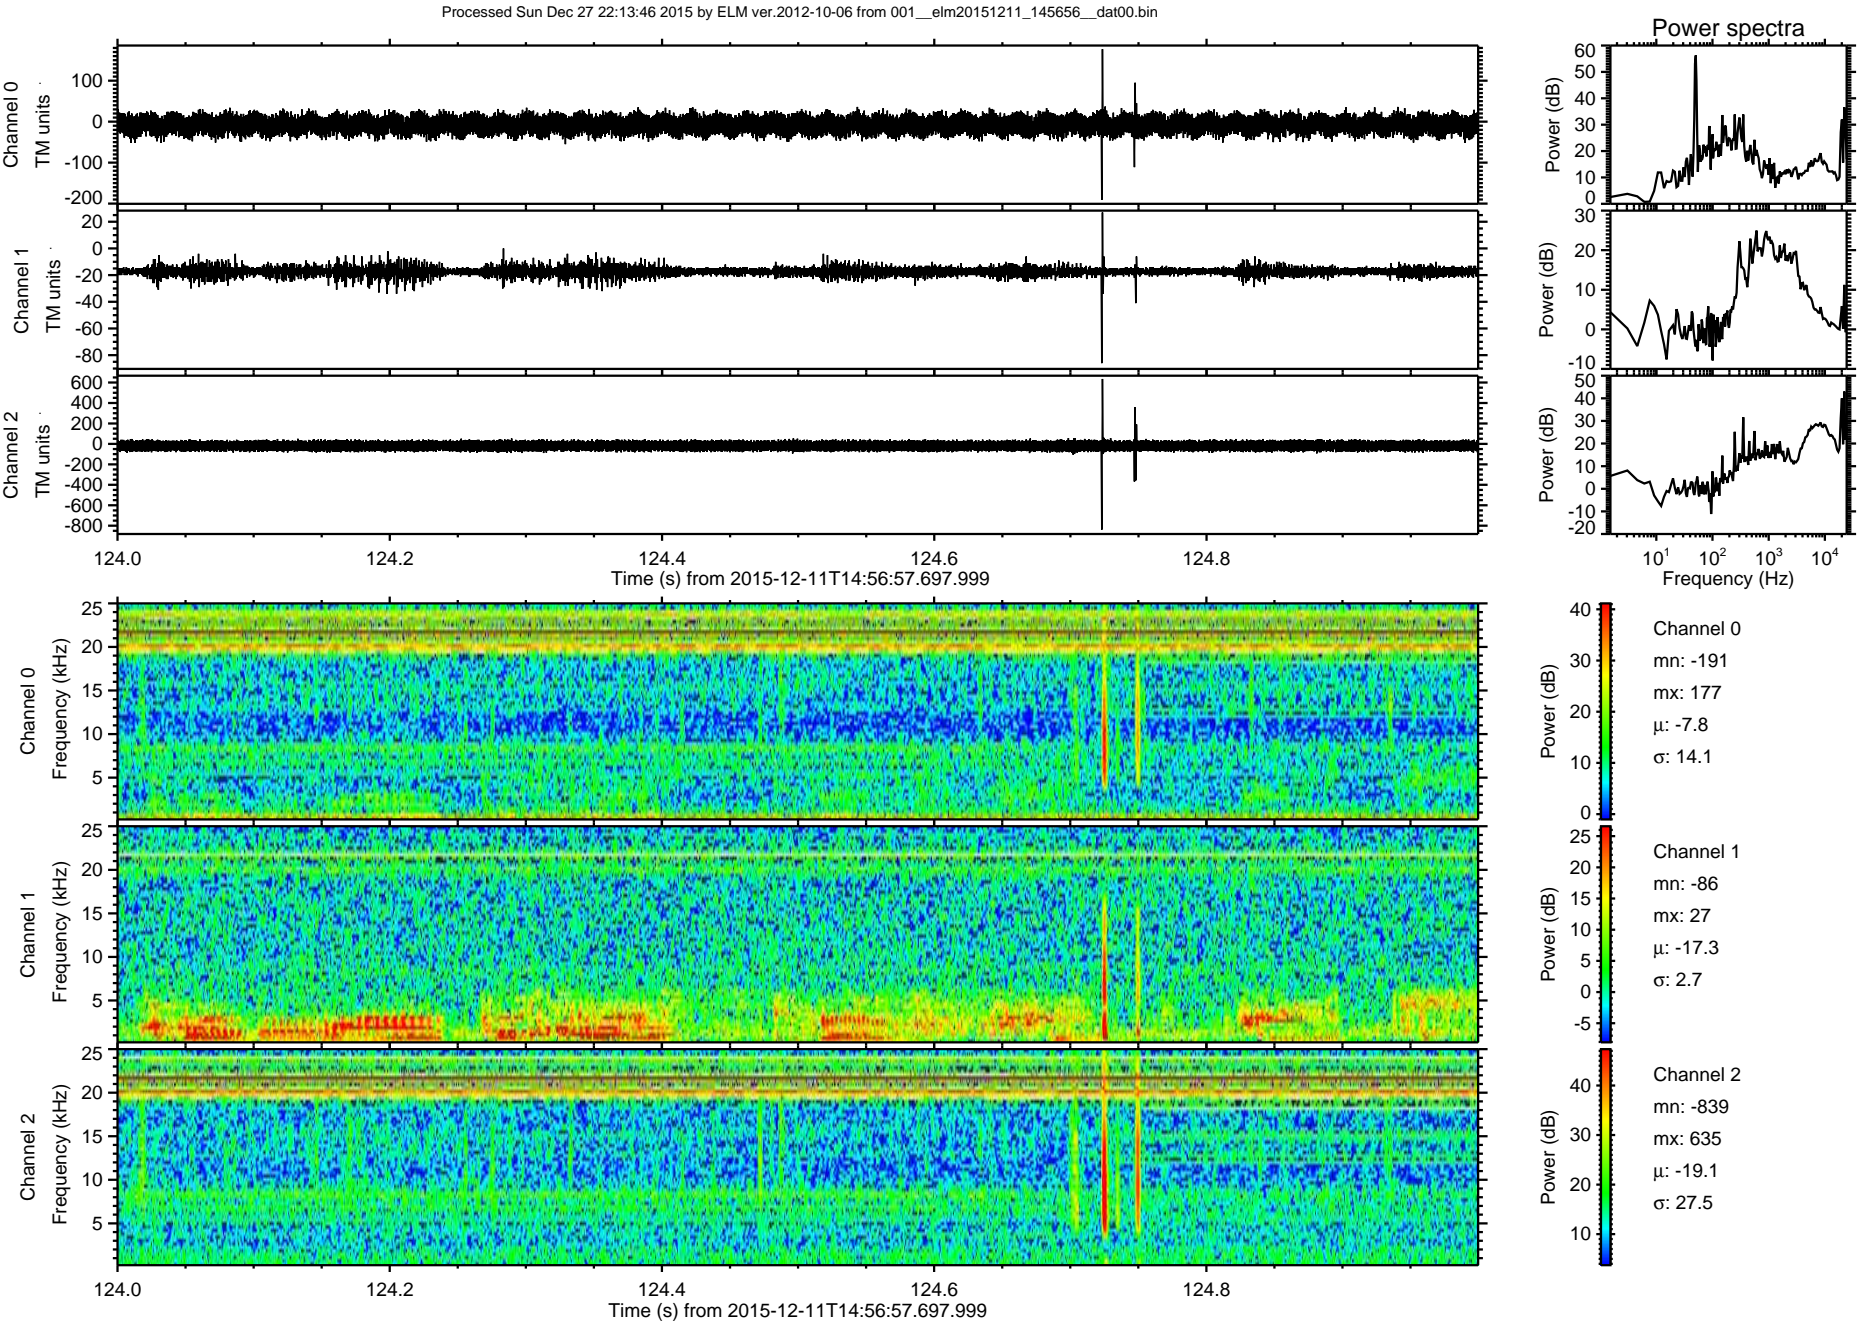 Processed Sun Dec 27 22:13:46 2015 by ELM ver.2012-10-06 from 001__elm20151211_145656__dat00.bin
Power spectra
Channel 0
TM units
100
0
-100
-200
Power (dB)
60
50
40
30
20
10
0
Channel 1
TM units
20
0
-20
-40
-60
-80
Power (dB)
30
20
10
0
-10
Channel 2
TM units
600
400
200
0
-200
-400
-600
-800
Power (dB)
50
40
30
20
10
0
-10
-20
124.0
124.2
124.4
124.6
124.8
Time (s) from 2015-12-11T14:56:57.697.999
10^1
10^2
10^3
10^4
Frequency (Hz)
Channel 0
Frequency (kHz)
25
20
15
10
5
Power (dB)
40
30
20
10
0
Channel 0
mn: -191
mx: 177
μ: -7.8
σ: 14.1
Channel 1
Frequency (kHz)
25
20
15
10
5
Power (dB)
25
20
15
10
5
0
-5
Channel 1
mn: -86
mx: 27
μ: -17.3
σ: 2.7
Channel 2
Frequency (kHz)
25
20
15
10
5
Power (dB)
40
30
20
10
Channel 2
mn: -839
mx: 635
μ: -19.1
σ: 27.5
124.0
124.2
124.4
124.6
124.8
Time (s) from 2015-12-11T14:56:57.697.999